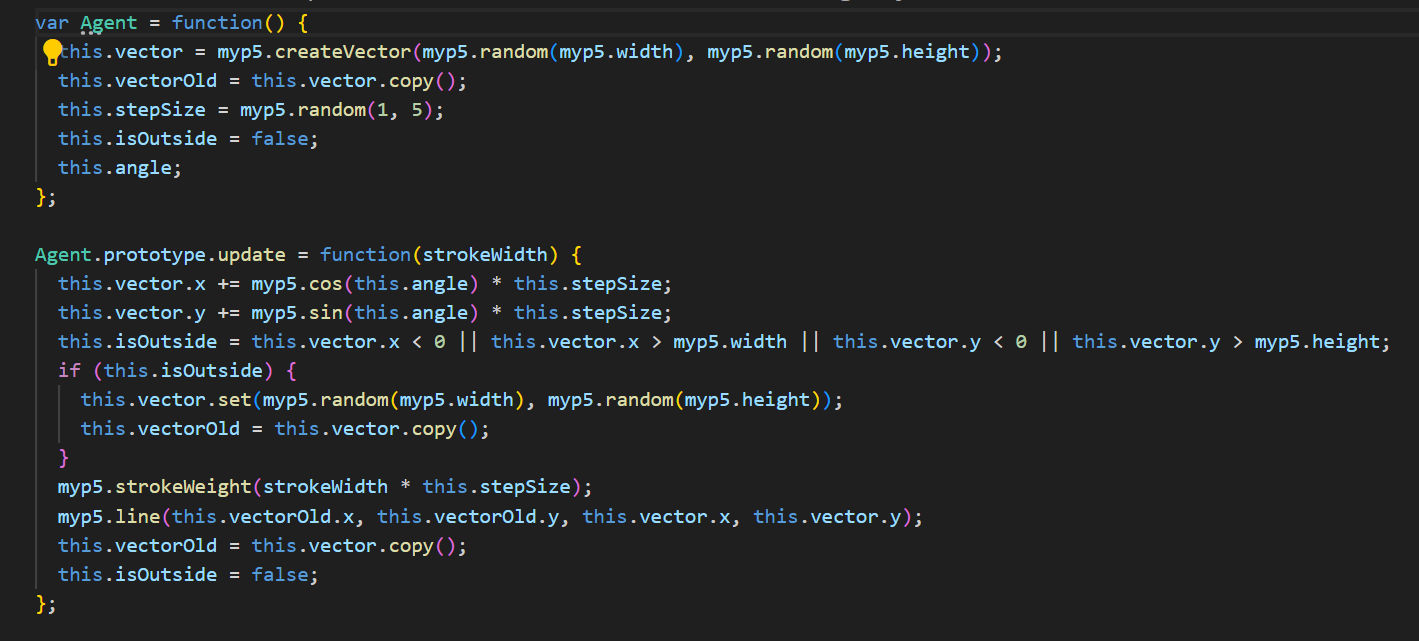 var Agent = function() {
  this.vector = myp5.createVector(myp5.random(myp5.width), myp5.random(myp5.height));
  this.vectorOld = this.vector.copy();
  this.stepSize = myp5.random(1, 5);
  this.isOutside = false;
  this.angle;
};

Agent.prototype.update = function(strokeWidth) {
  this.vector.x += myp5.cos(this.angle) * this.stepSize;
  this.vector.y += myp5.sin(this.angle) * this.stepSize;
  this.isOutside = this.vector.x < 0 || this.vector.x > myp5.width || this.vector.y < 0 || this.vector.y > myp5.height;
  if (this.isOutside) {
    this.vector.set(myp5.random(myp5.width), myp5.random(myp5.height));
    this.vectorOld = this.vector.copy();
  }
  myp5.strokeWeight(strokeWidth * this.stepSize);
  myp5.line(this.vectorOld.x, this.vectorOld.y, this.vector.x, this.vector.y);
  this.vectorOld = this.vector.copy();
  this.isOutside = false;
};